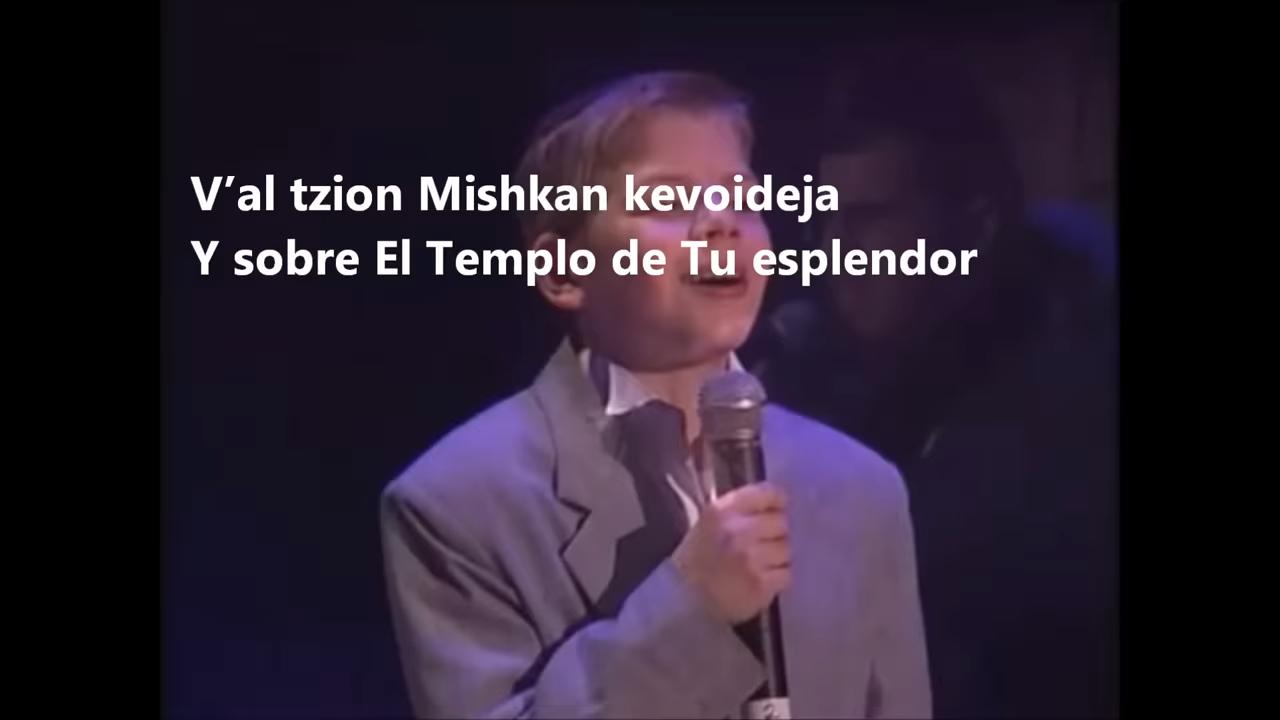 V’al tzion Mishkan kevoideja
Y sobre El Templo de Tu esplendor